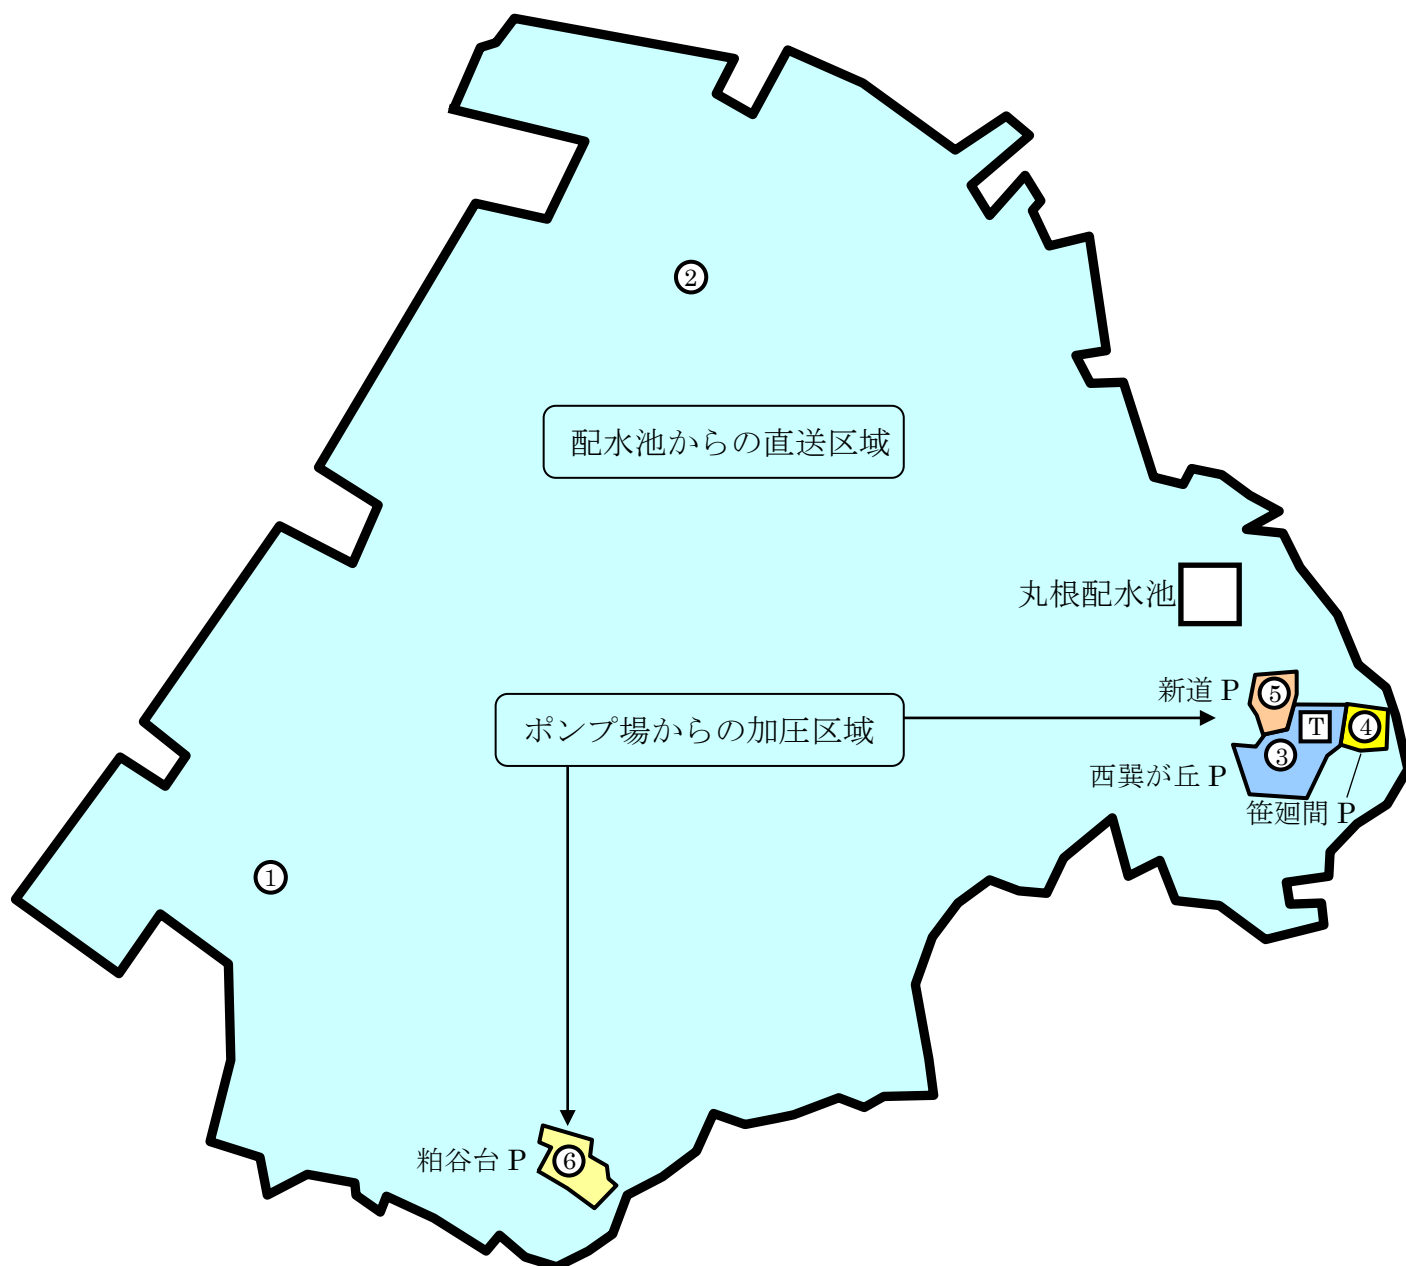 ②
配水池からの直送区域
丸根配水池
新道 P
⑤
ポンプ場からの加圧区域
T
④
③
西巽が丘 P
笹廻間 P
①
粕谷台 P
⑥